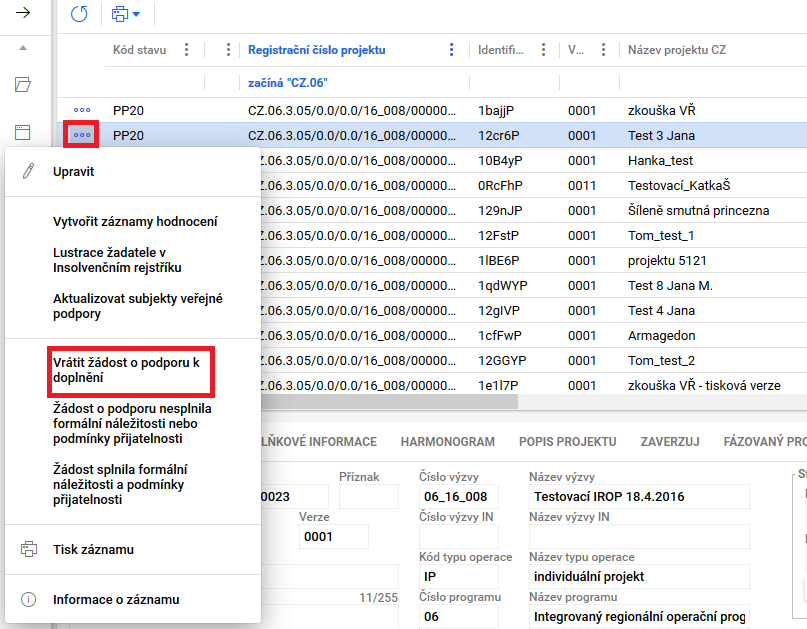 Kód stavu Registrační číslo projektu Identifi... V... Název projektu CZ
začíná "CZ.06"
PP20 CZ.06.3.05/0.0/0.0/16_008/00000... 1bajjP 0001 zkouška VŘ
PP20 CZ.06.3.05/0.0/0.0/16_008/00000... 12cr6P 0001 Test 3 Jana
Z.06.3.05/0.0/0.0/16_008/00000... 10B4yP 0001 Hanka_test
Z.06.3.05/0.0/0.0/16_008/00000... 0RcFhP 0011 Testovací_KatkaŠ
Z.06.3.05/0.0/0.0/16_008/00000... 129nJP 0001 Šíleně smutná princezna
Z.06.3.05/0.0/0.0/16_008/00000... 12FstP 0001 Tom_test_1
Z.06.3.05/0.0/0.0/16_008/00000... 1lBE6P 0001 projektu 5121
Z.06.3.05/0.0/0.0/16_008/00000... 1qdWYP 0001 Test 8 Jana M.
Z.06.3.05/0.0/0.0/16_008/00000... 12gIVP 0001 Test 4 Jana
Z.06.3.05/0.0/0.0/16_008/00000... 1cfFwP 0001 Armagedon
Z.06.3.05/0.0/0.0/16_008/00000... 12GGYP 0001 Tom_test_2
Z.06.3.05/0.0/0.0/16_008/00000... 1e1l7P 0001 zkouška VŘ - tisková verze
Upravit
Vytvořit záznamy hodnocení
Lustrace žadatele v
Insolvenčním rejstříku
Aktualizovat subjekty veřejné
podpory
Vrátit žádost o podporu k
doplnění
Žádost o podporu nesplnila
formální náležitosti nebo
podmínky přijatelnosti
Žádost splnila formální
náležitosti a podmínky
přijatelnosti
Tisk záznamu
Informace o záznamu
LŇKOVÉ INFORMACE HARMONOGRAM POPIS PROJEKTU ZAVERZUJ FÁZOVANÝ PRO
Příznak Číslo výzvy Název výzvy
0023 06_16_008 Testovací IROP 18.4.2016
Verze Číslo výzvy IN Název výzvy IN
0001
Kód typu operace Název typu operace
IP individuální projekt
11/255 Číslo programu Název programu
06 Integrovaný regionální operační prog